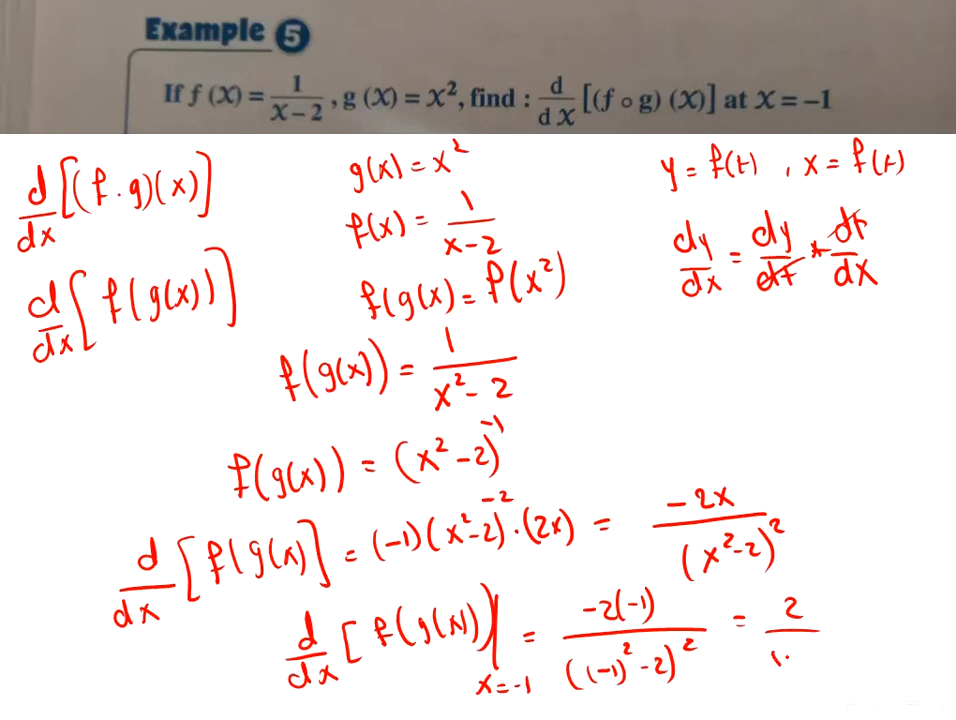 Example 5
If f (X) = 1/(X-2) , g (X) = X², find : d/dX [(f ∘ g) (X)] at X = -1
d/dx [(f · g)(x)]
g(x) = x²
y = f(t) , x = f(t)
f(x) = 1/(x-2)
dy/dx = dy/dt * dt/dx
d/dx [f(g(x))]
f(g(x) = f(x²)
f(g(x)) = 1/(x² - 2)
f(g(x)) = (x² - 2)⁻¹
d/dx [f(g(x)] = (-1)(x² - 2)⁻² · (2x) = -2x/(x² - 2)²
d/dx [f(g(x))]| x = -1 = -2(-1)/((-1)² - 2)² = 2/1